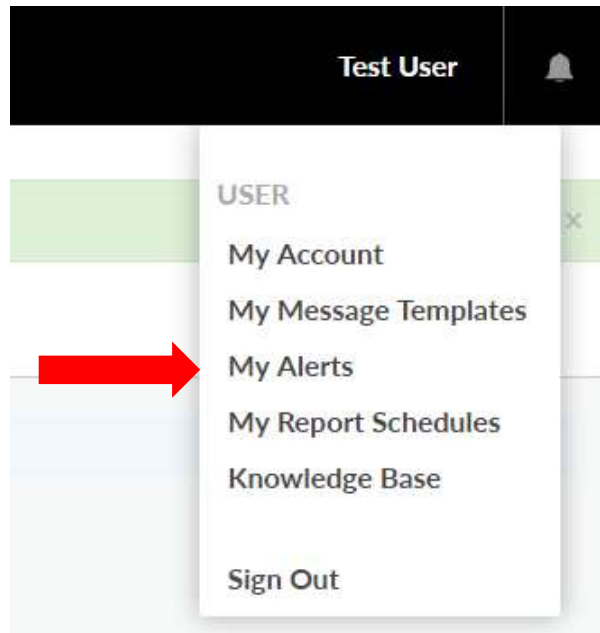 Test User
USER
×
My Account
My Message Templates
My Alerts
My Report Schedules
Knowledge Base
Sign Out